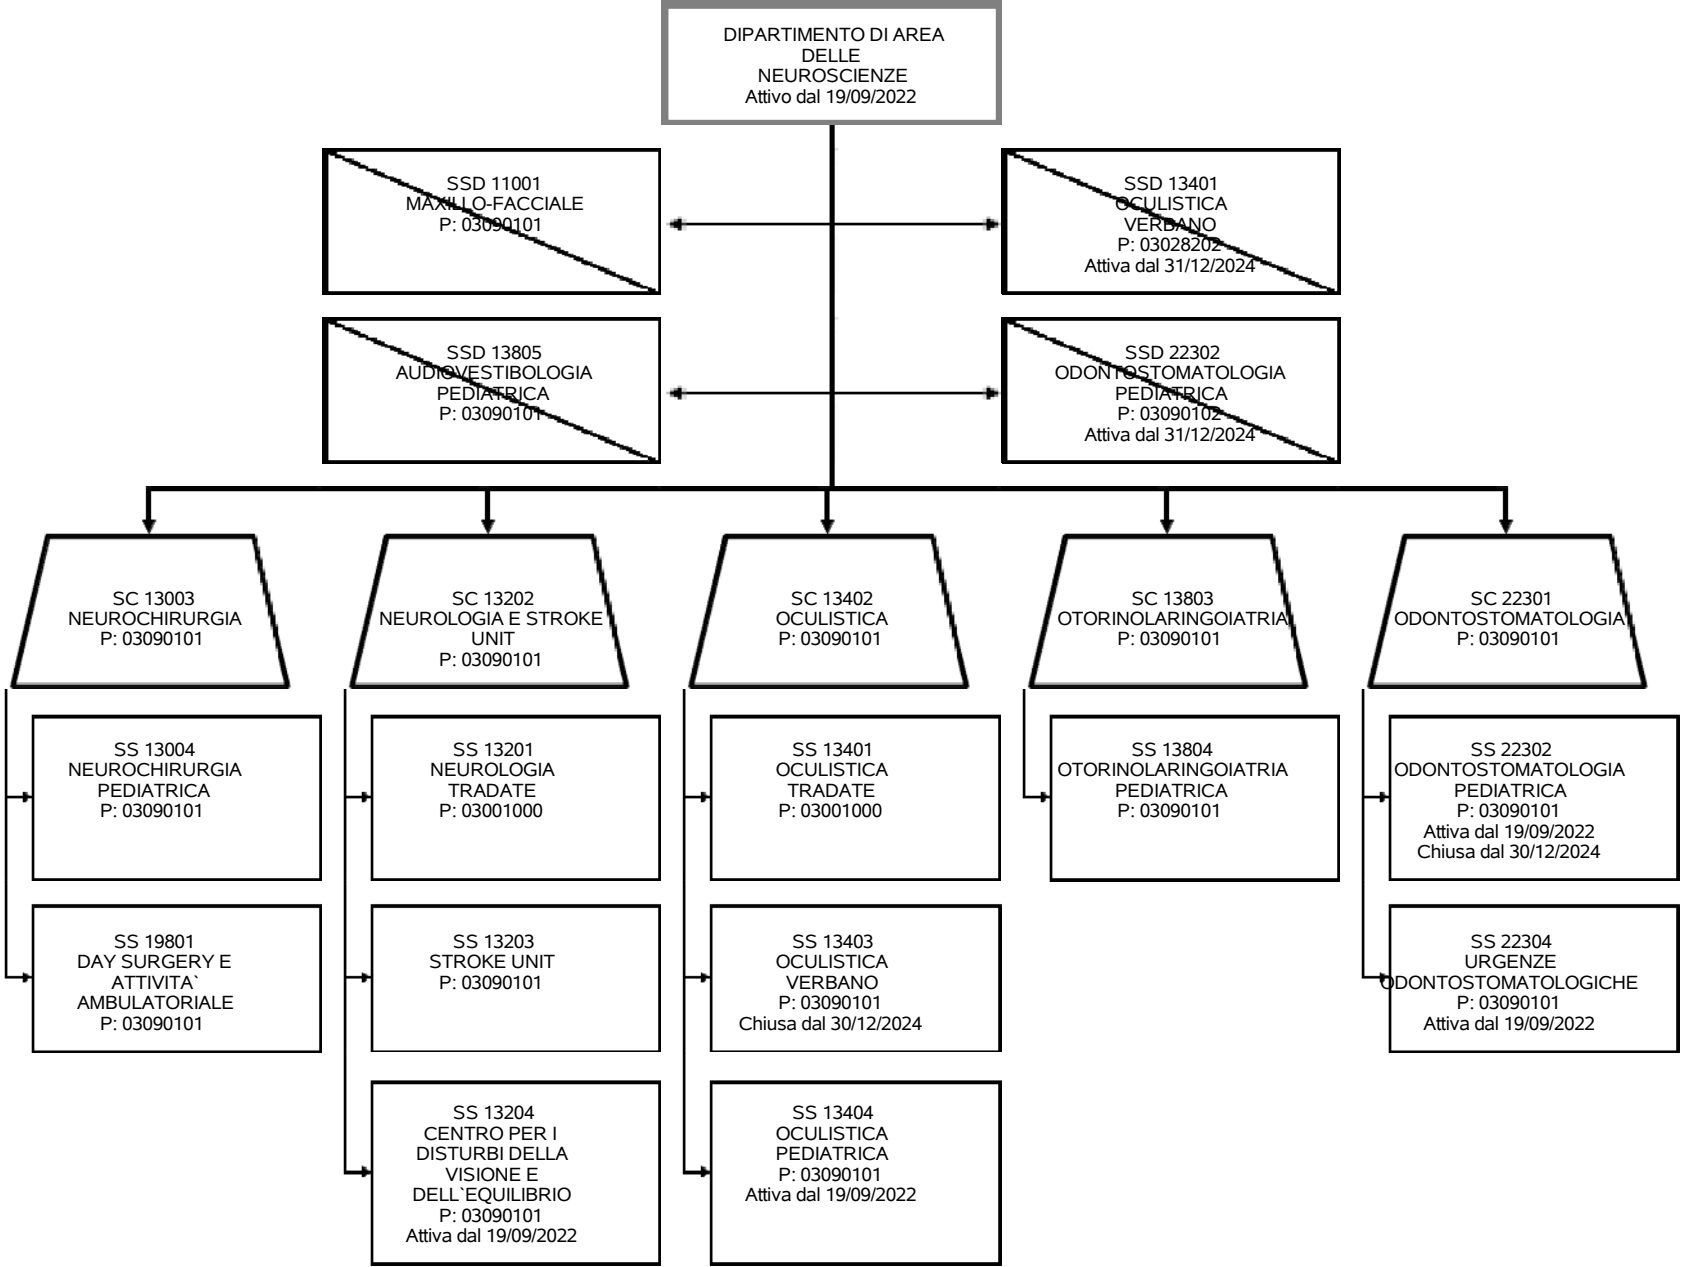 DIPARTIMENTO DI AREA
DELLE
NEUROSCIENZE
Attivo dal 19/09/2022
SSD 11001
MAXILLO-FACCIALE
P: 03090101
SSD 13401
OCULISTICA
VERBANO
P: 03028202
Attiva dal 31/12/2024
SSD 13805
AUDIOVESTIBOLOGIA
PEDIATRICA
P: 03090101
SSD 22302
ODONTOSTOMATOLOGIA
PEDIATRICA
P: 03090102
Attiva dal 31/12/2024
SC 13003
NEUROCHIRURGIA
P: 03090101
SC 13202
NEUROLOGIA E STROKE
UNIT
P: 03090101
SC 13402
OCULISTICA
P: 03090101
SC 13803
OTORINOLARINGOIATRIA
P: 03090101
SC 22301
ODONTOSTOMATOLOGIA
P: 03090101
SS 13004
NEUROCHIRURGIA
PEDIATRICA
P: 03090101
SS 13201
NEUROLOGIA
TRADATE
P: 03001000
SS 13401
OCULISTICA
TRADATE
P: 03001000
SS 13804
OTORINOLARINGOIATRIA
PEDIATRICA
P: 03090101
SS 22302
ODONTOSTOMATOLOGIA
PEDIATRICA
P: 03090101
Attiva dal 19/09/2022
Chiusa dal 30/12/2024
SS 19801
DAY SURGERY E
ATTIVITA`
AMBULATORIALE
P: 03090101
SS 13203
STROKE UNIT
P: 03090101
SS 13403
OCULISTICA
VERBANO
P: 03090101
Chiusa dal 30/12/2024
SS 22304
URGENZE
ODONTOSTOMATOLOGICHE
P: 03090101
Attiva dal 19/09/2022
SS 13204
CENTRO PER I
DISTURBI DELLA
VISIONE E
DELL`EQUILIBRIO
P: 03090101
Attiva dal 19/09/2022
SS 13404
OCULISTICA
PEDIATRICA
P: 03090101
Attiva dal 19/09/2022